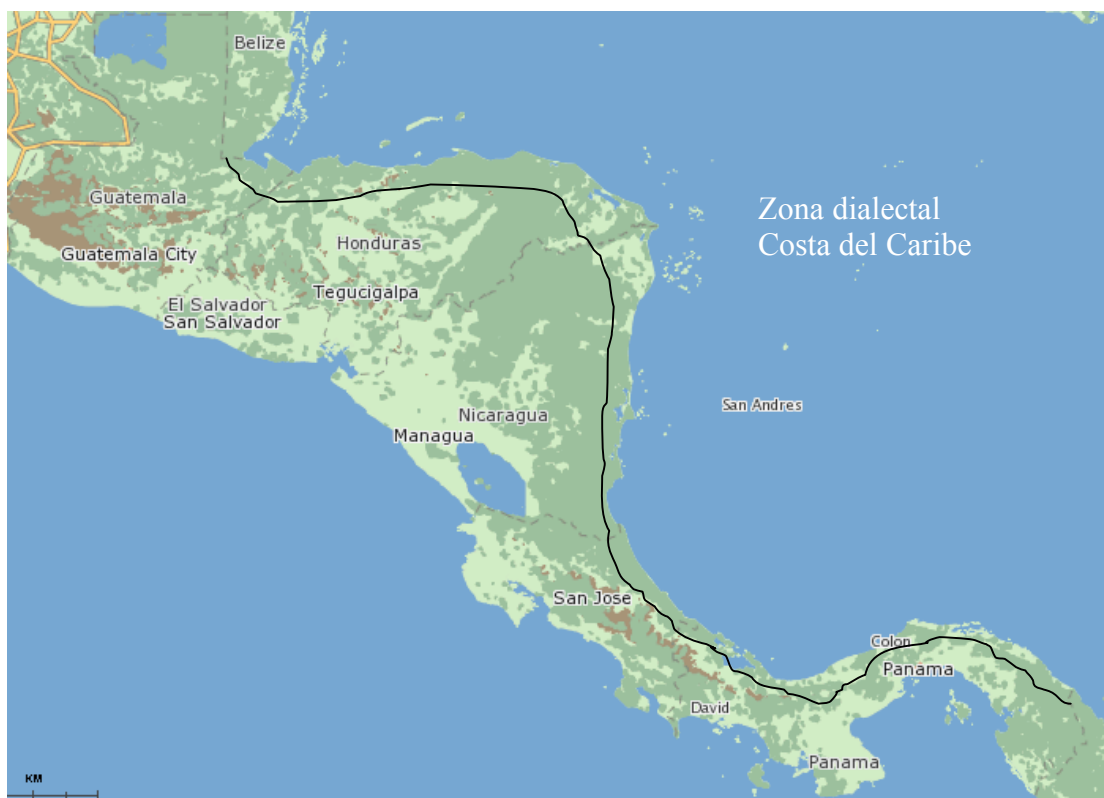 Belize
Zona dialectal
Costa del Caribe
Guatemala
Honduras
Guatemala City
Tegucigalpa
El Salvador
San Salvador
San Andres
Nicaragua
Managua
San Jose
Colon
Panama
David
Panama
KM